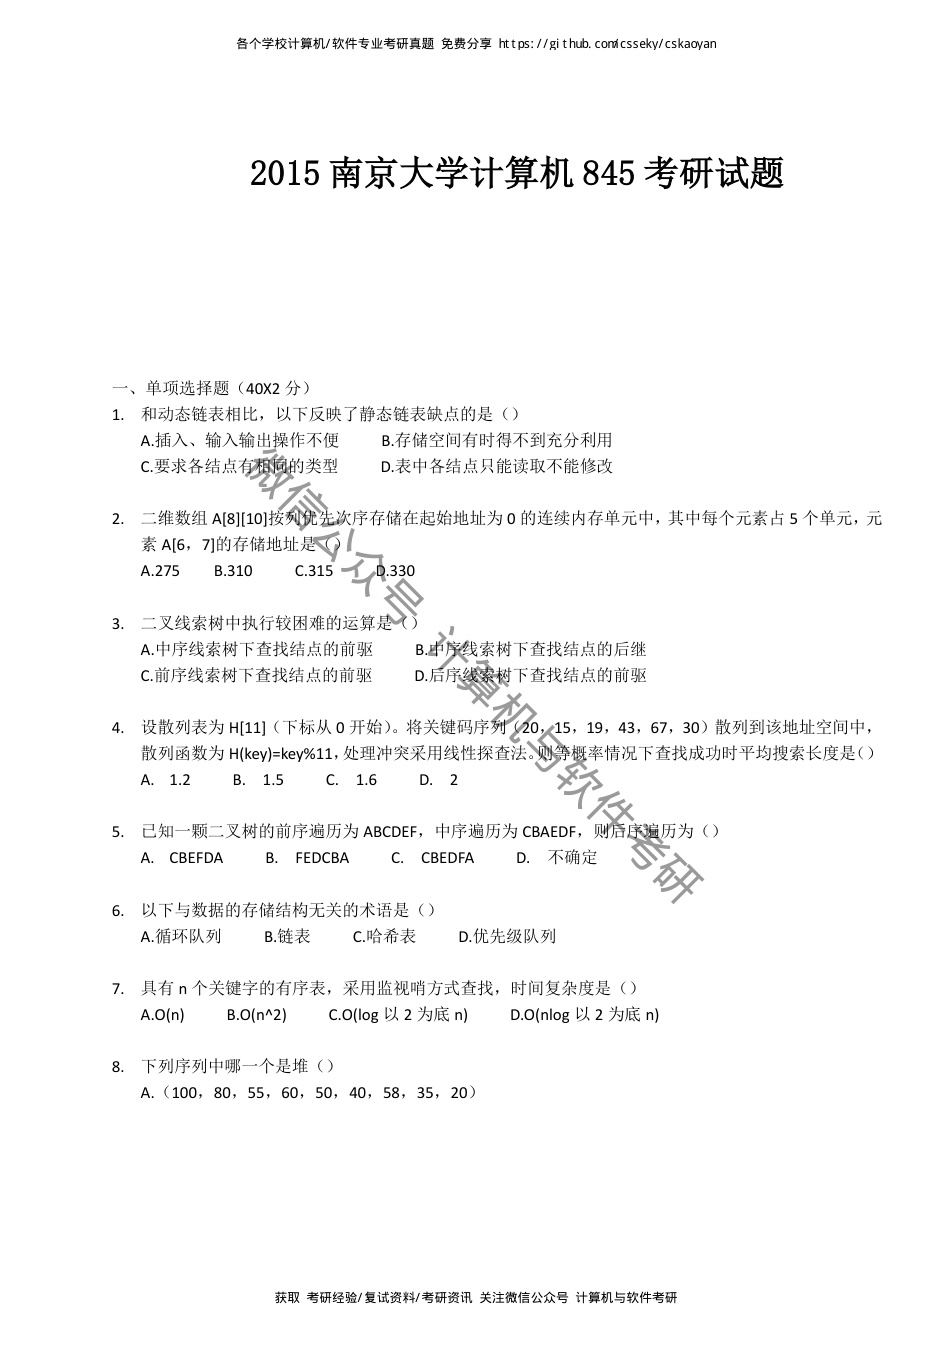 各个学校计算机/软件专业考研真题 免费分享 https://github.com/csseky/cskaoyan
2015 南京大学计算机 845 考研试题
一、单项选择题（40X2 分）
1. 和动态链表相比，以下反映了静态链表缺点的是（）
A.插入、输入输出操作不便 B.存储空间有时得不到充分利用
C.要求各结点有相同的类型 D.表中各结点只能读取不能修改
2. 二维数组 A[8][10]按列优先次序存储在起始地址为 0 的连续内存单元中，其中每个元素占 5 个单元，元
素 A[6，7]的存储地址是（）
A.275 B.310 C.315 D.330
3. 二叉线索树中执行较困难的运算是（）
A.中序线索树下查找结点的前驱 B.中序线索树下查找结点的后继
C.前序线索树下查找结点的前驱 D.后序线索树下查找结点的前驱
4. 设散列表为 H[11]（下标从 0 开始）。将关键码序列（20，15，19，43，67，30）散列到该地址空间中，
散列函数为 H(key)=key%11，处理冲突采用线性探查法。则等概率情况下查找成功时平均搜索长度是（）
A. 1.2 B. 1.5 C. 1.6 D. 2
5. 已知一颗二叉树的前序遍历为 ABCDEF，中序遍历为 CBAEDF，则后序遍历为（）
A. CBEFDA B. FEDCBA C. CBEDFA D. 不确定
6. 以下与数据的存储结构无关的术语是（）
A.循环队列 B.链表 C.哈希表 D.优先级队列
7. 具有 n 个关键字的有序表，采用监视哨方式查找，时间复杂度是（）
A.O(n) B.O(n^2) C.O(log 以 2 为底 n) D.O(nlog 以 2 为底 n)
8. 下列序列中哪一个是堆（）
A.（100，80，55，60，50，40，58，35，20）
微信公众号 计算机与软件考研
获取 考研经验/复试资料/考研资讯 关注微信公众号 计算机与软件考研